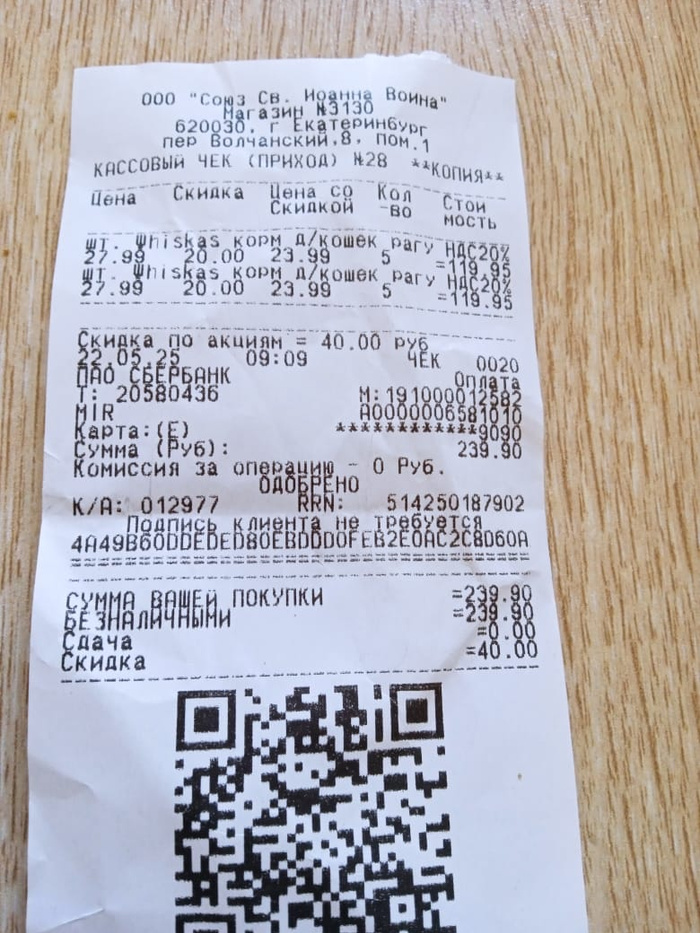 ООО "Союз Св. Иоанна Воина"
Магазин №3130
620030, г Екатеринбург
пер Волчанский,8, пом.1
КАССОВЫЙ ЧЕК (ПРИХОД) №28 **КОПИЯ**
Цена Скидка Цена со Скидкой Кол-во Стоимость
шт. Whiskas корм д/кошек рагу НДС20%
27.99 20.00 23.99 5 =119.95
шт. Whiskas корм д/кошек рагу НДС20%
27.99 20.00 23.99 5 =119.95
Скидка по акциям = 40.00 руб
22.05.25 09:09 ЧЕК 0020
ПАО СБЕРБАНК Оплата
Т: 20580436 М:191000012582
MIR A0000006581010
Карта:(E) ************9090
Сумма (Руб): 239.90
Комиссия за операцию - 0 Руб.
ОДОБРЕНО
К/А: 012977 RRN: 514250187902
Подпись клиента не требуется
4A49B60DDEDED80EBDDD0FEB2E0AC2C8D60A
СУММА ВАШЕЙ ПОКУПКИ =239.90
БЕЗНАЛИЧНЫМИ =239.90
Сдача =0.00
Скидка =40.00